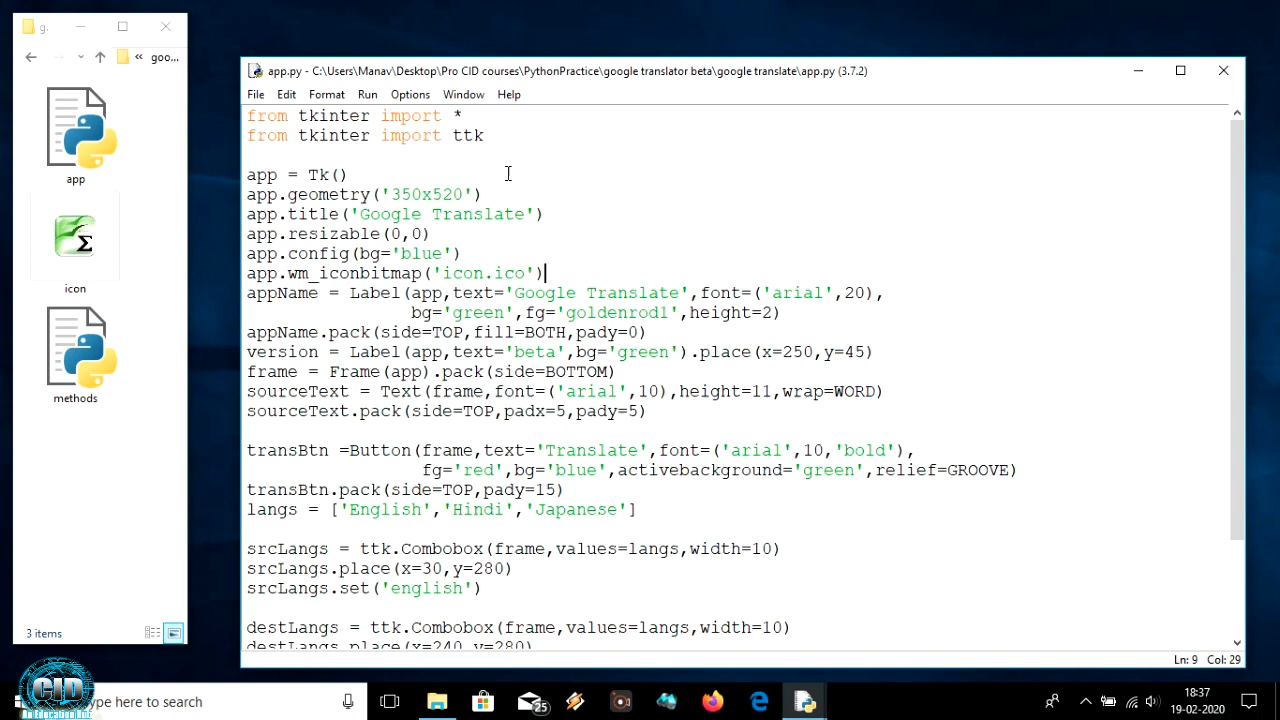 g.
« goo...
app
icon
methods
3 items
app.py - C:\Users\Manav\Desktop\Pro CID courses\PythonPractice\google translator beta\google translate\app.py (3.7.2)
File Edit Format Run Options Window Help
from tkinter import *
from tkinter import ttk
app = Tk()
app.geometry('350x520')
app.title('Google Translate')
app.resizable(0,0)
app.config(bg='blue')
app.wm_iconbitmap('icon.ico')
appName = Label(app,text='Google Translate',font=('arial',20),
bg='green',fg='goldenrod1',height=2)
appName.pack(side=TOP,fill=BOTH,pady=0)
version = Label(app,text='beta',bg='green').place(x=250,y=45)
frame = Frame(app).pack(side=BOTTOM)
sourceText = Text(frame,font=('arial',10),height=11,wrap=WORD)
sourceText.pack(side=TOP,padx=5,pady=5)
transBtn =Button(frame,text='Translate',font=('arial',10,'bold'),
fg='red',bg='blue',activebackground='green',relief=GROOVE)
transBtn.pack(side=TOP,pady=15)
langs = ['English','Hindi','Japanese']
srcLangs = ttk.Combobox(frame,values=langs,width=10)
srcLangs.place(x=30,y=280)
srcLangs.set('english')
destLangs = ttk.Combobox(frame,values=langs,width=10)
destLangs.place(x=240,y=280)
Ln: 9 Col: 29
CID
type here to search
25
18:37
19-02-2020